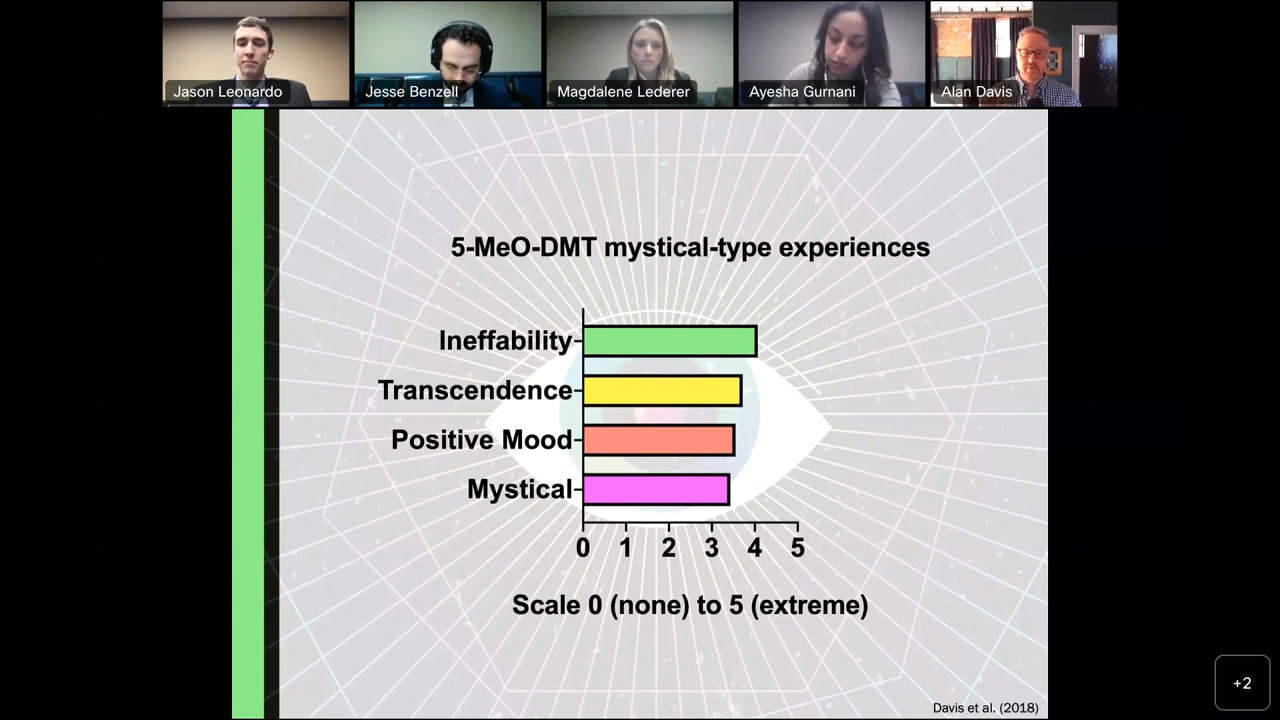 Jason Leonardo
Jesse Benzell
Magdalene Lederer
Ayesha Gurnani
Alan Davis
5-MeO-DMT mystical-type experiences
Ineffability
Transcendence
Positive Mood
Mystical
0 1 2 3 4 5
Scale 0 (none) to 5 (extreme)
Davis et al. (2018)
+2